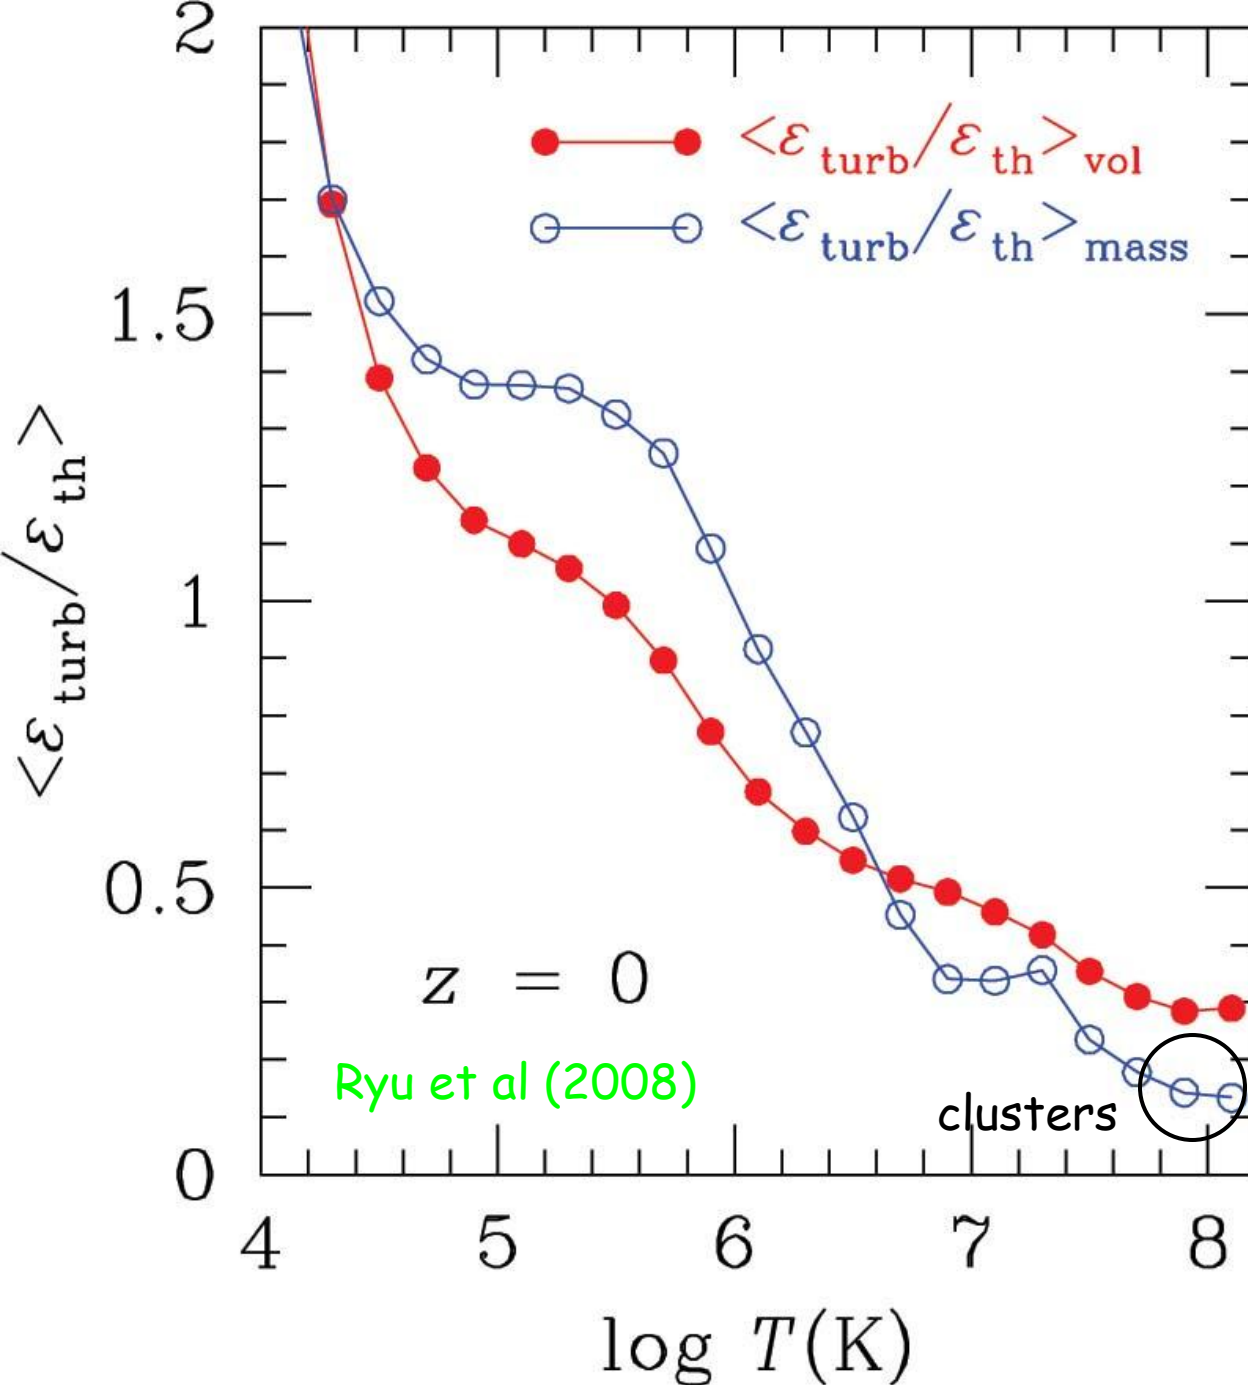 2
1.5
1
0.5
0
<ε turb/ε th>
<ε turb/ε th>vol
<ε turb/ε th>mass
z = 0
Ryu et al (2008)
clusters
4 5 6 7 8
log T(K)